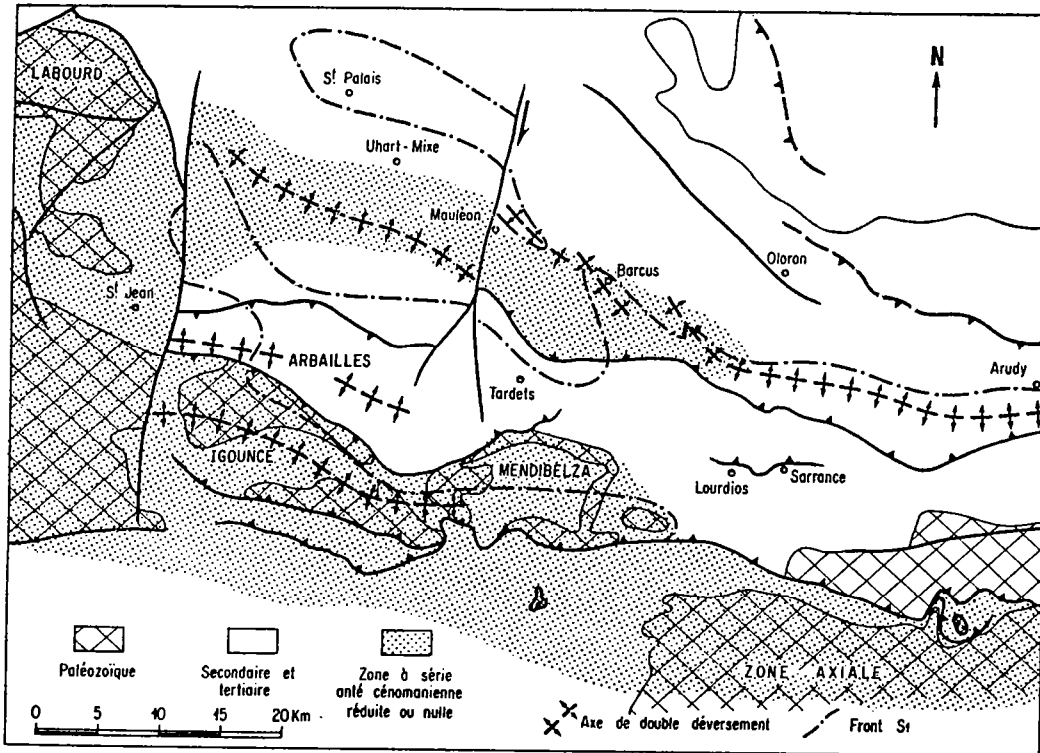 LABOURD
St Palais
N
Uhart-Mixe
Mauléon
Barcus
Oloron
St Jean
ARBAILLES
Tardets
Arudy
IGOUNCE
MENDIBELZA
Lourdios
Sarrance
ZONE AXIALE
Paléozoïque
Secondaire et
tertiaire
Zone à série
anté cénomanienne
réduite ou nulle
0 5 10 15 20 Km
Axe de double déversement
Front S1